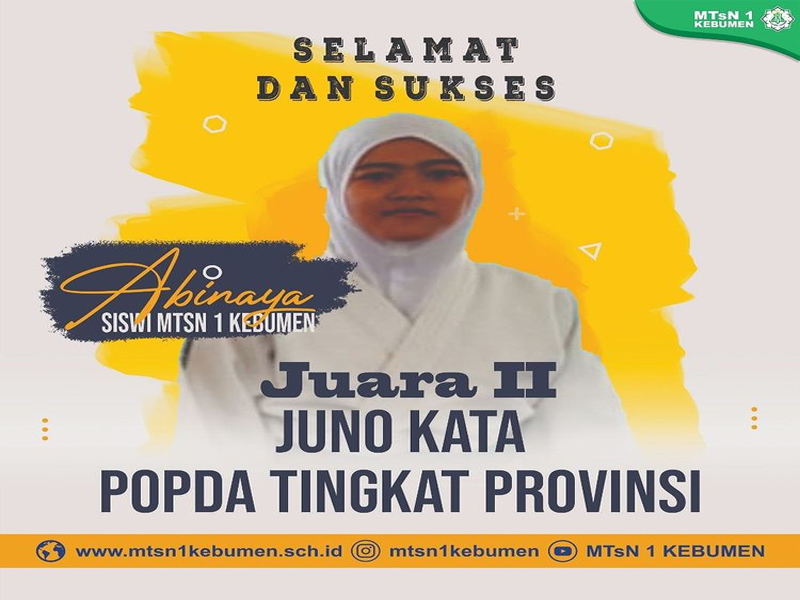 MTsN 1
KEBUMEN
SELAMAT
DAN SUKSES
Abinaya
SISWI MTSN 1 KEBUMEN
Juara II
JUNO KATA
POPDA TINGKAT PROVINSI
www.mtsn1kebumen.sch.id mtsn1kebumen MTsN 1 KEBUMEN